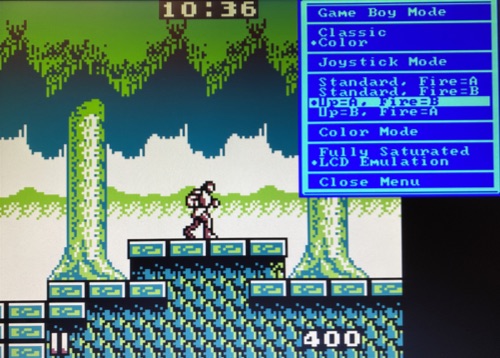 10:36
Game Boy Mode
Classic
•Color
Joystick Mode
Standard, Fire=A
Standard, Fire=B
•Up=A, Fire=B
Up=B, Fire=A
Color Mode
Fully Saturated
•LCD Emulation
Close Menu
400